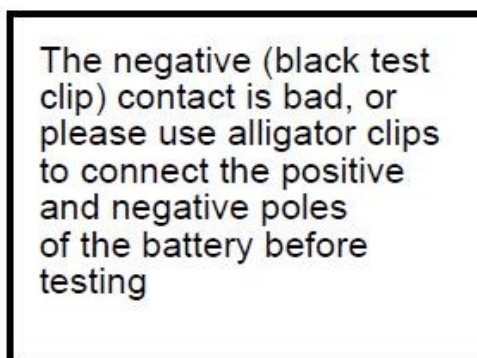 The negative (black test
clip) contact is bad, or
please use alligator clips
to connect the positive
and negative poles
of the battery before
testing